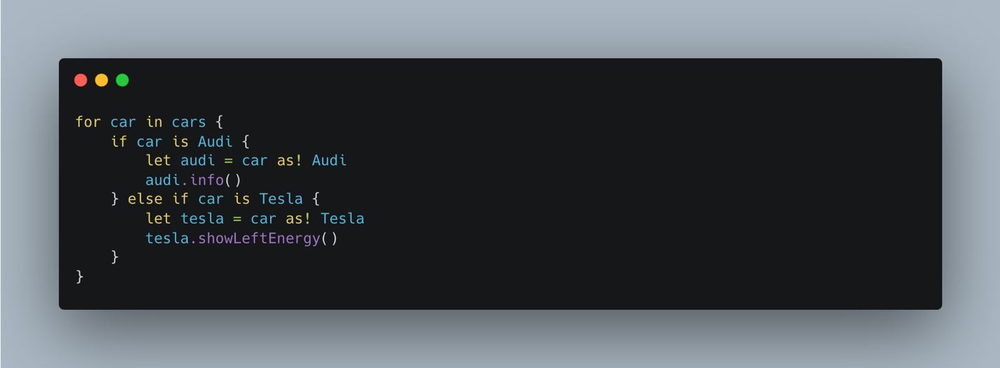 for car in cars {
    if car is Audi {
        let audi = car as! Audi
        audi.info()
    } else if car is Tesla {
        let tesla = car as! Tesla
        tesla.showLeftEnergy()
    }
}